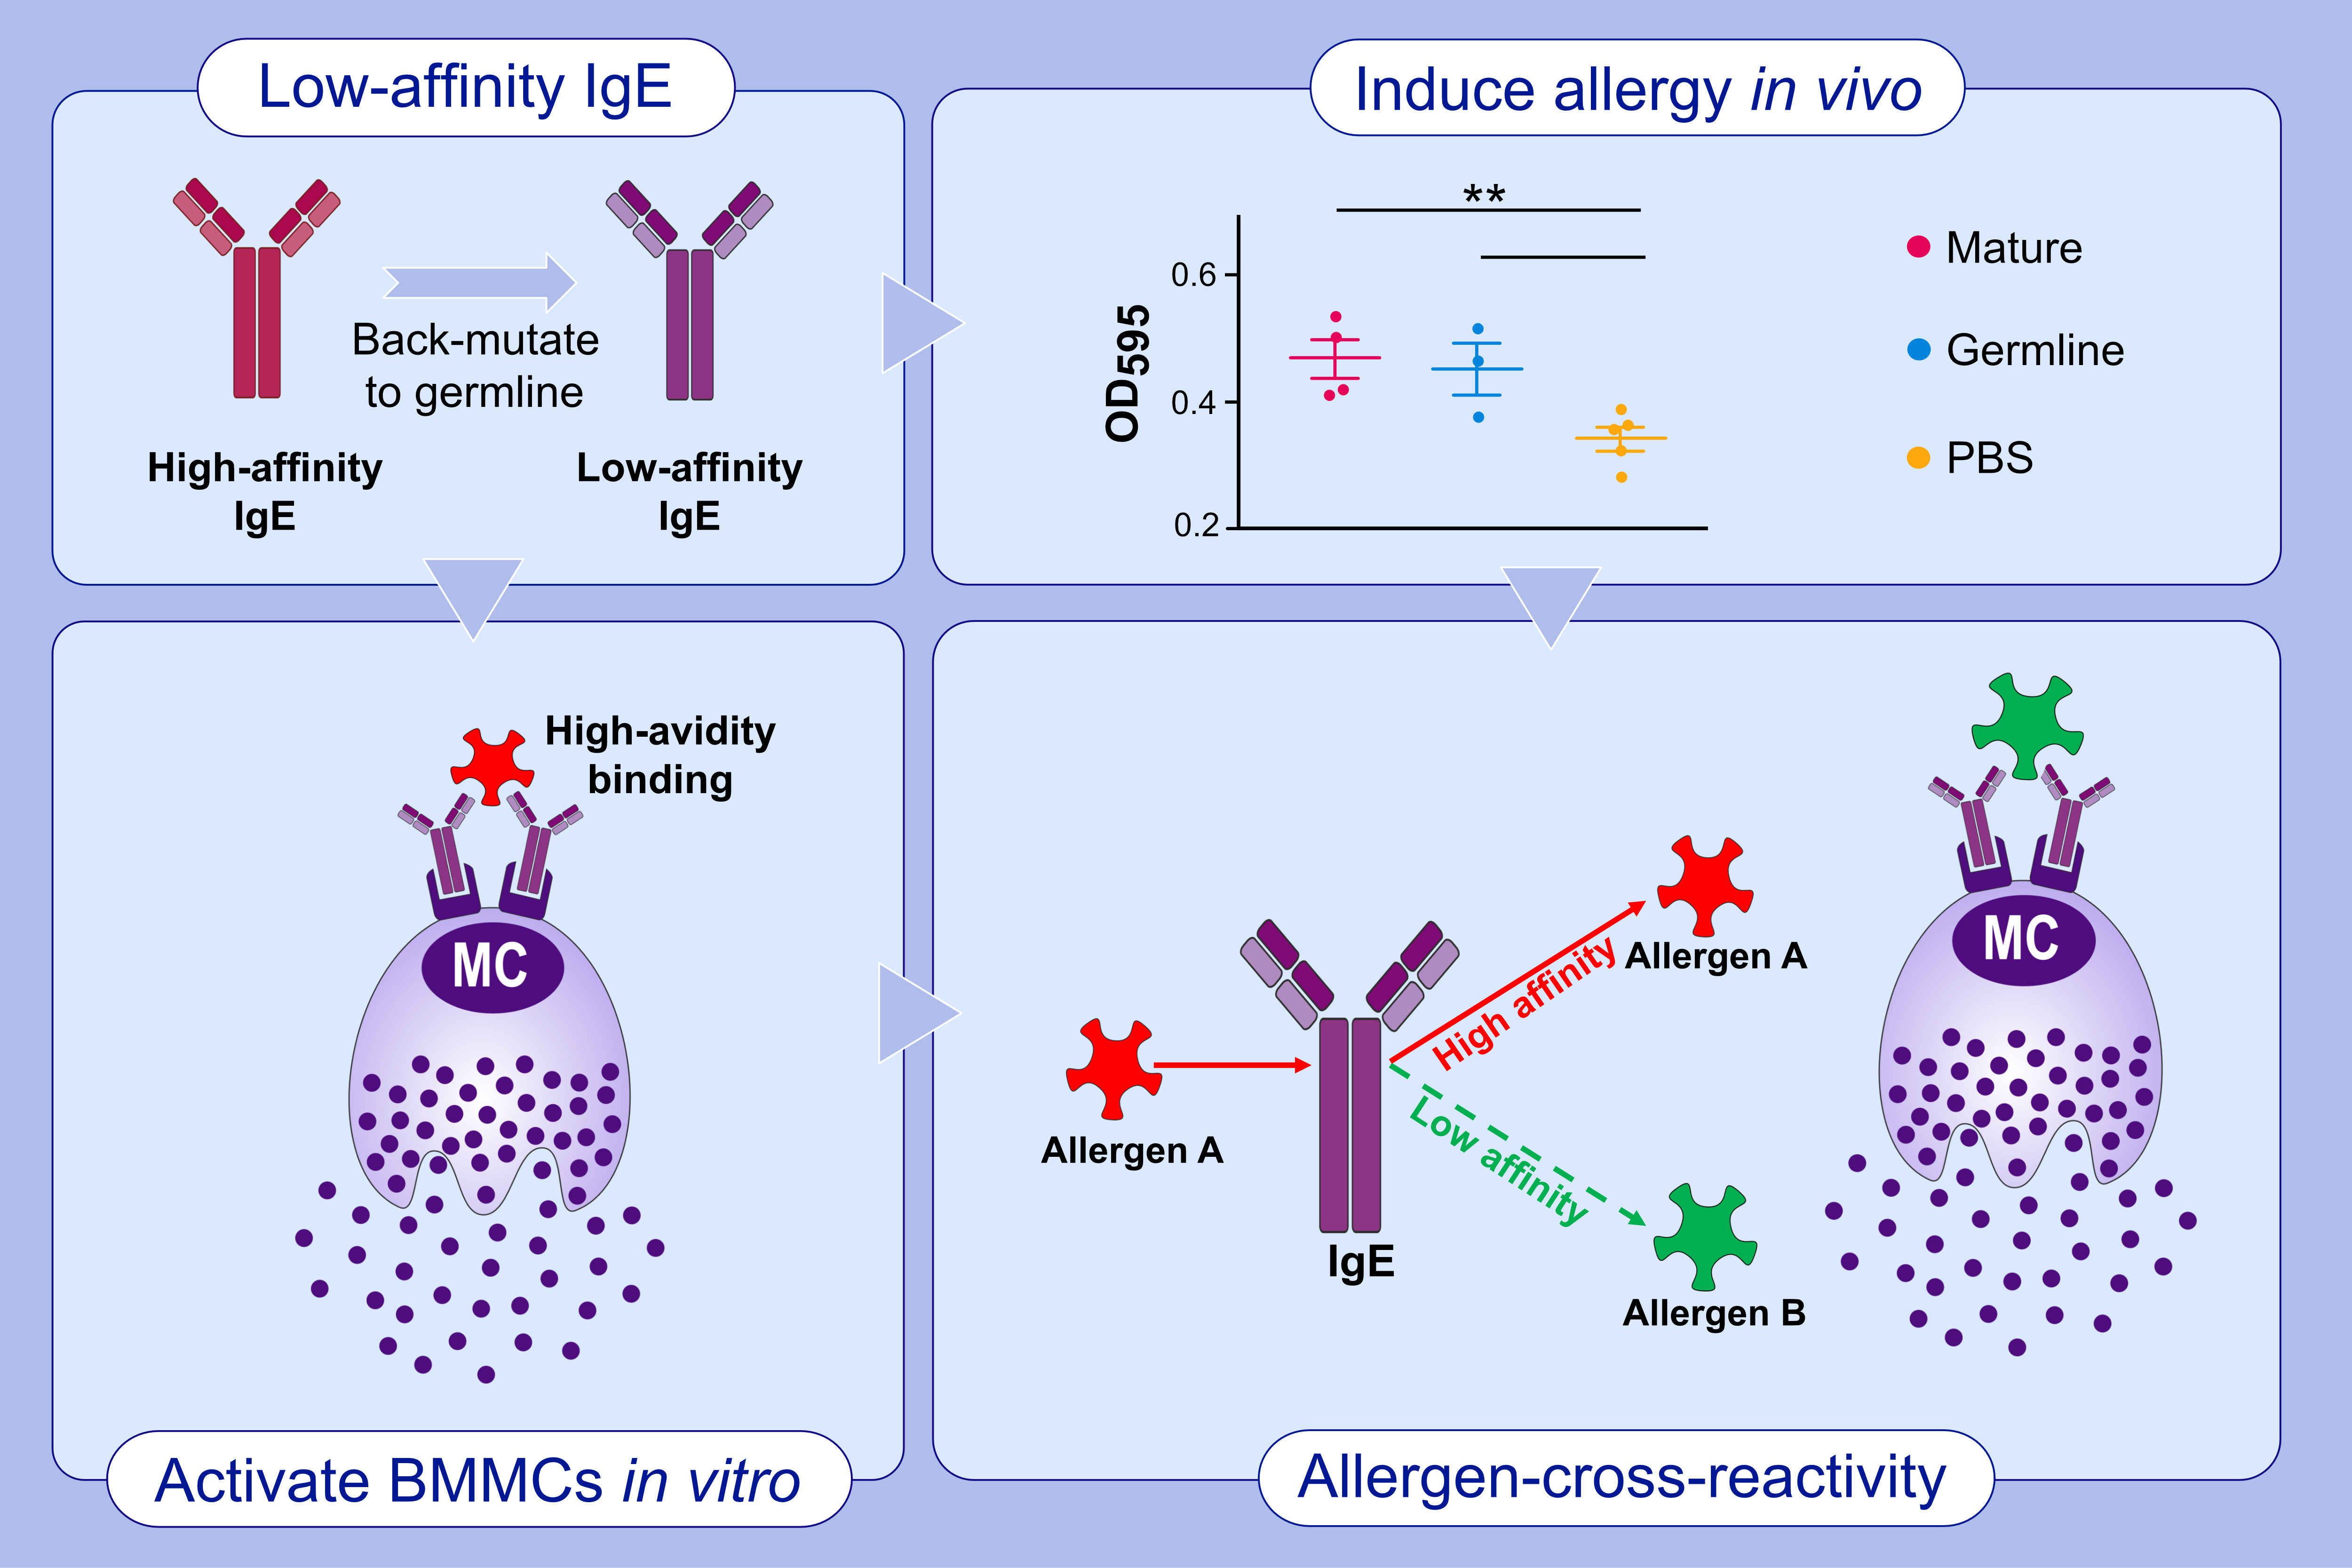 Low-affinity IgE
Back-mutate
to germline
High-affinity
IgE
Low-affinity
IgE
Induce allergy in vivo
**
OD595
0.6
0.4
0.2
Mature
Germline
PBS
High-avidity
binding
MC
Activate BMMCs in vitro
Allergen A
IgE
High affinity
Low affinity
Allergen A
Allergen B
MC
Allergen-cross-reactivity